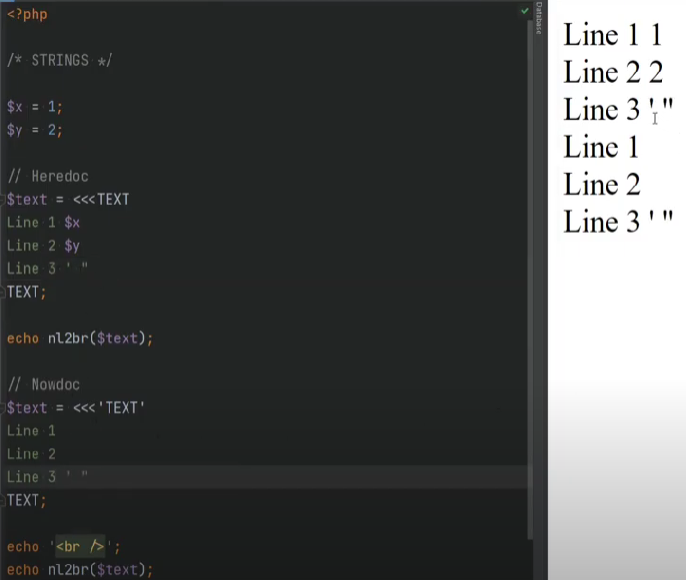 <?php
/* STRINGS */
$x = 1;
$y = 2;
// Heredoc
$text = <<<TEXT
Line 1 $x
Line 2 $y
Line 3 ' "
TEXT;
echo nl2br($text);
// Nowdoc
$text = <<<'TEXT'
Line 1
Line 2
Line 3 ' "
TEXT;
echo '<br />';
echo nl2br($text);
Database
Line 1 1
Line 2 2
Line 3 ' "
Line 1
Line 2
Line 3 ' "